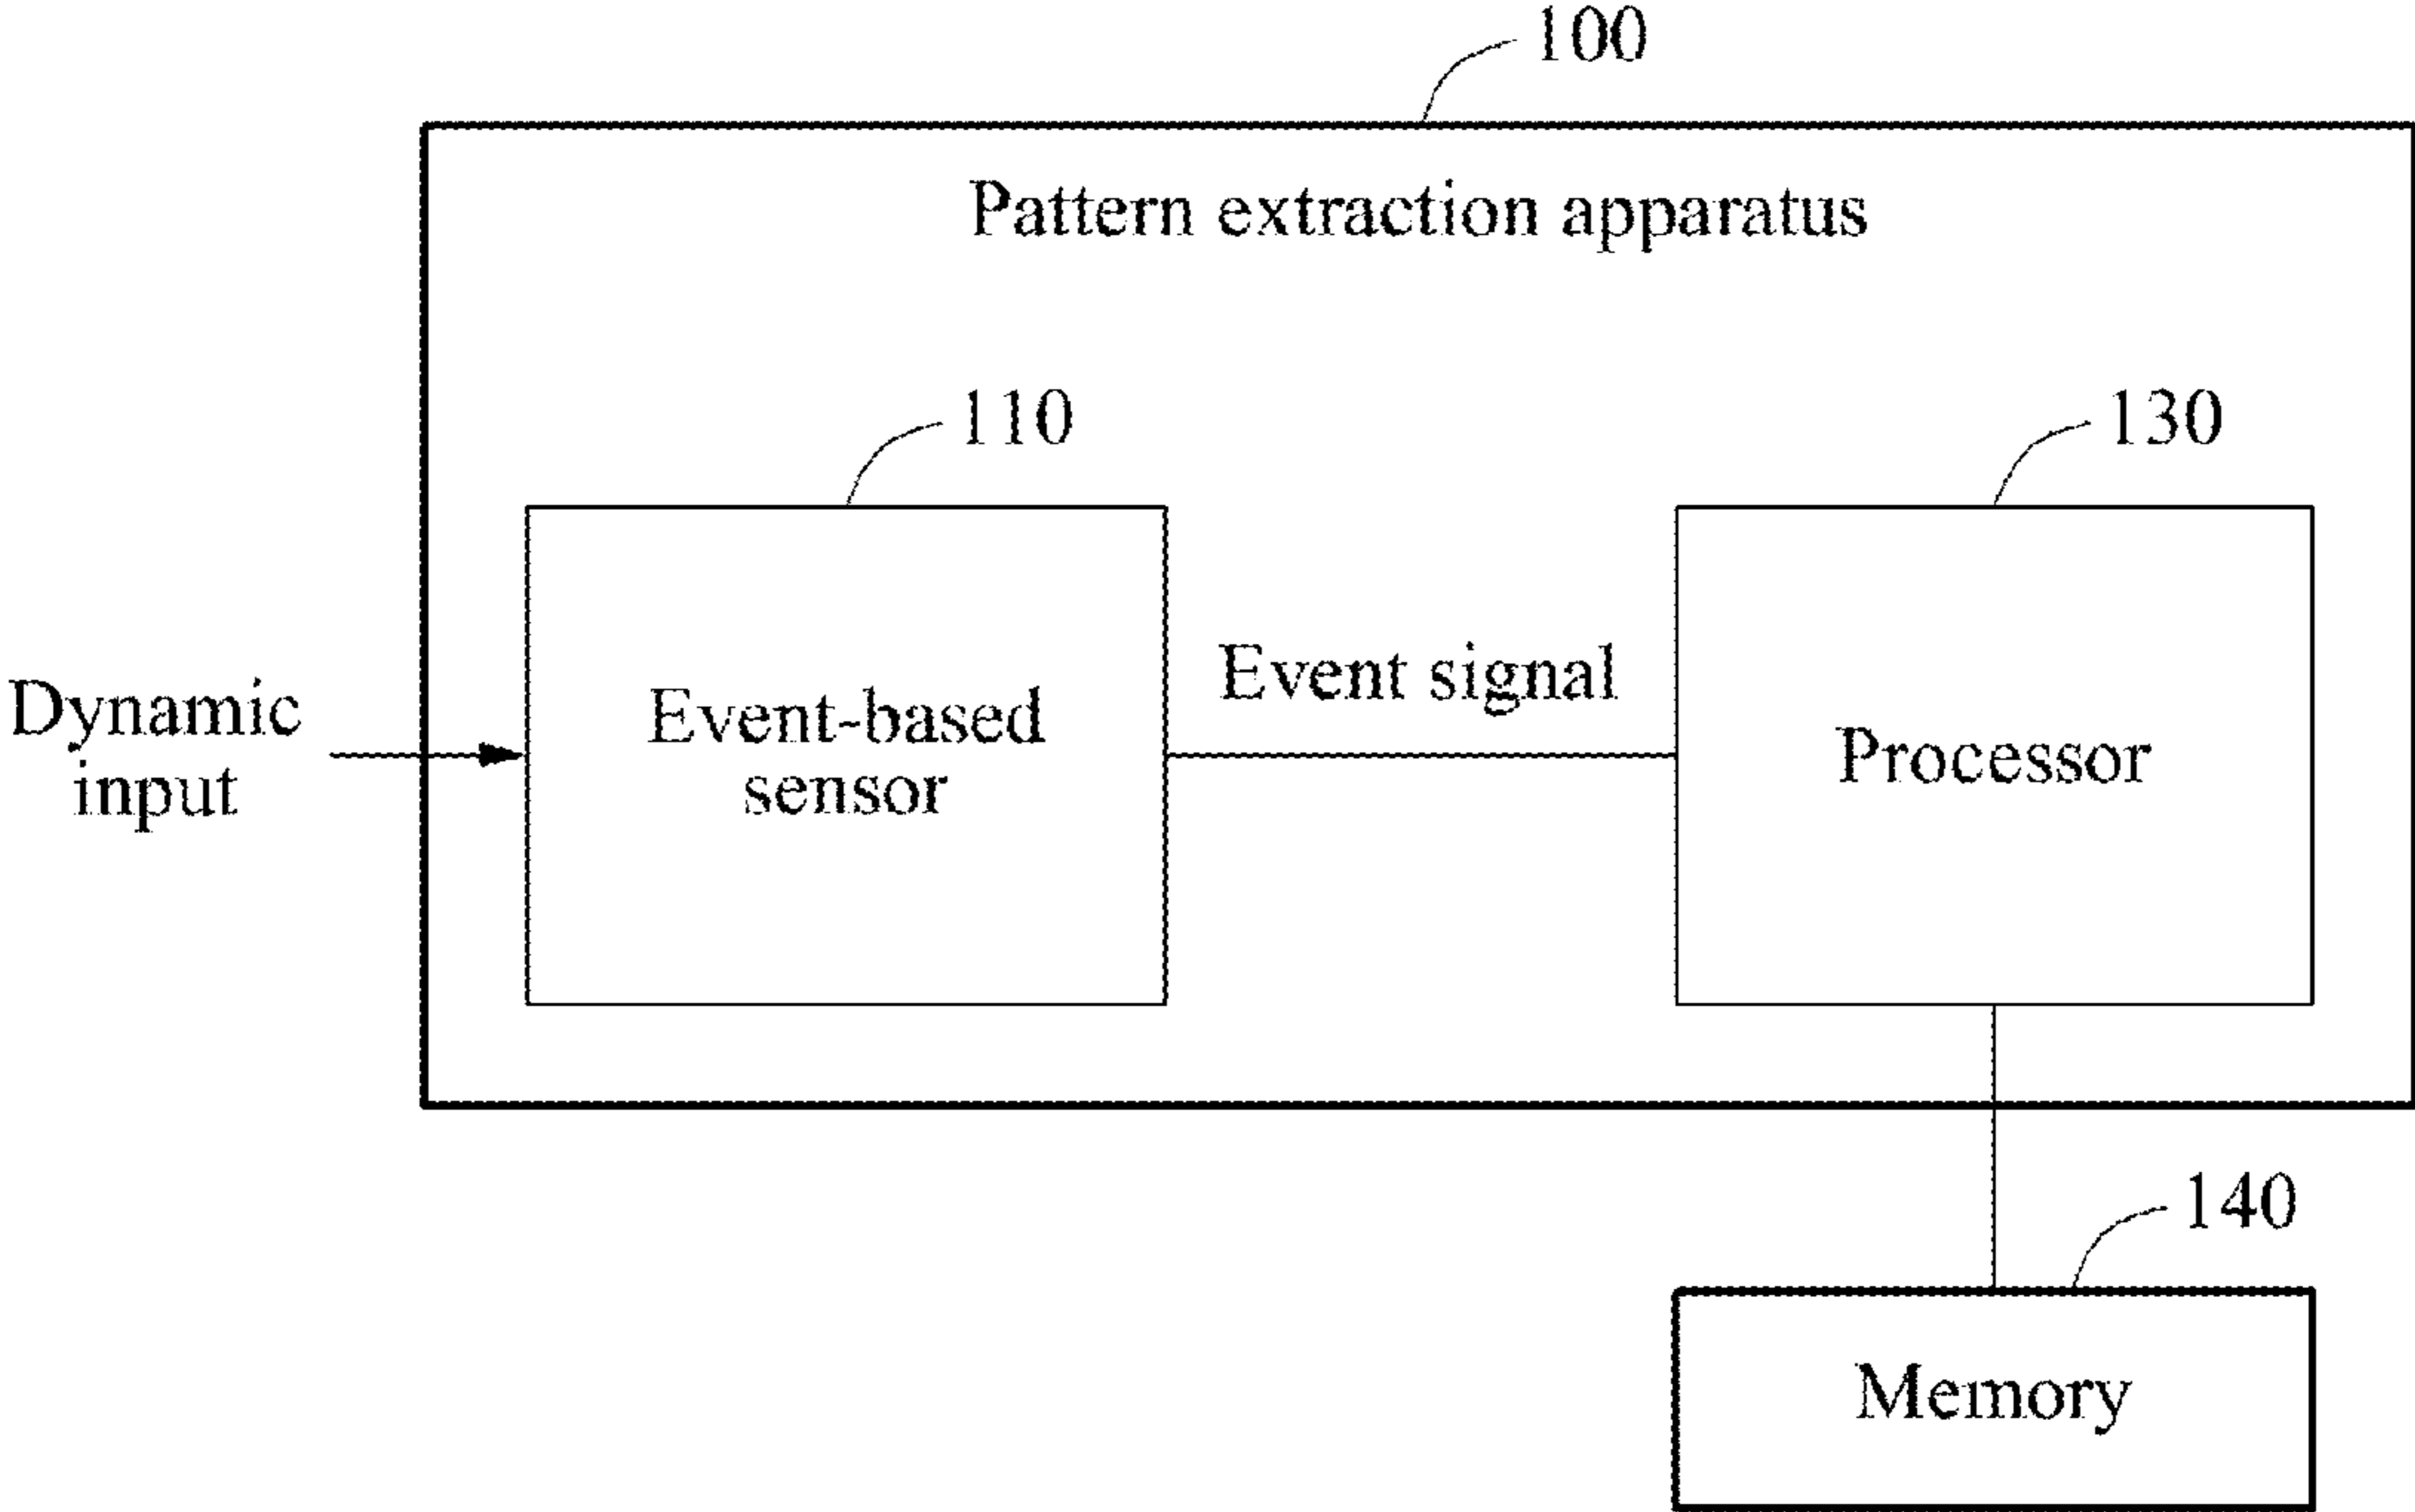 100
Pattern extraction apparatus
110
130
Dynamic
input
Event-based
sensor
Event signal
Processor
140
Memory